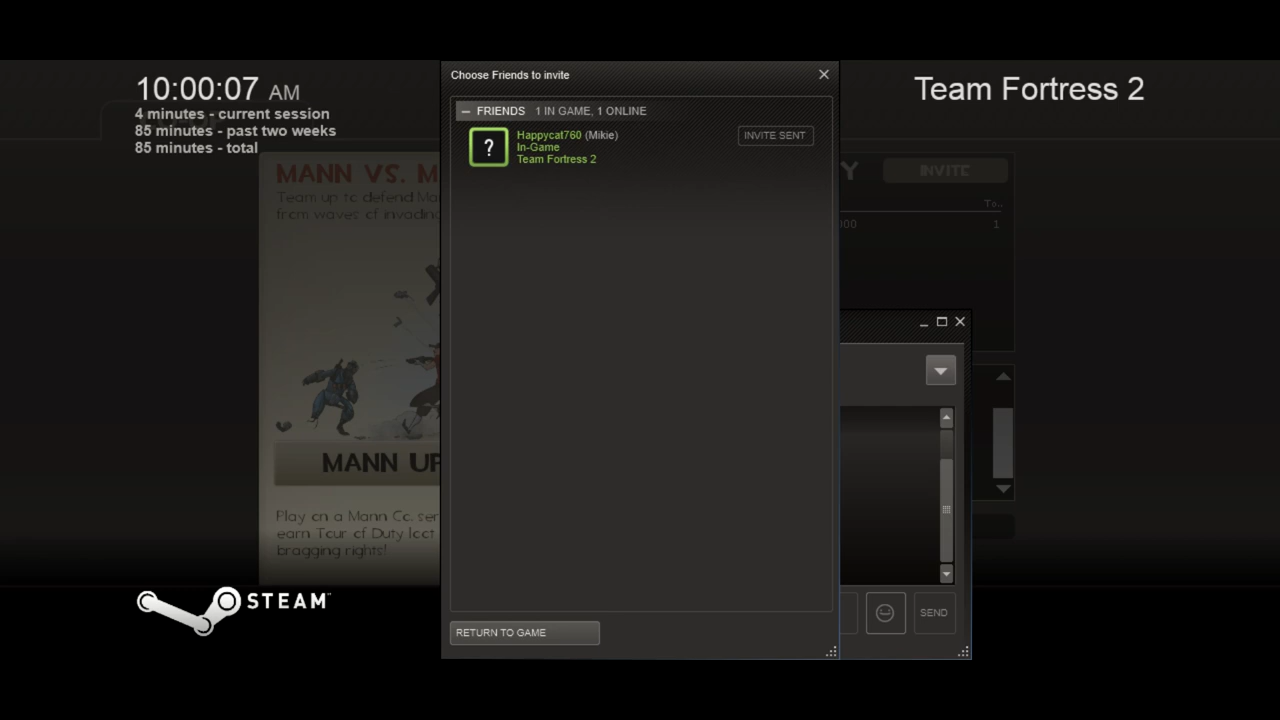 Choose Friends to invite
10:00:07 AM
4 minutes - current session
85 minutes - past two weeks
85 minutes - total
Team Fortress 2
FRIENDS 1 IN GAME, 1 ONLINE
Happycat760 (Mikie)
In-Game
Team Fortress 2
INVITE SENT
?
MANN VS. M
Team up to defend Ma
from waves of invadin
Y
INVITE
To..
000
1
MANN UP
Play on a Mann Co. ser
earn Tour of Duty loot
bragging rights!
STEAM
SEND
RETURN TO GAME